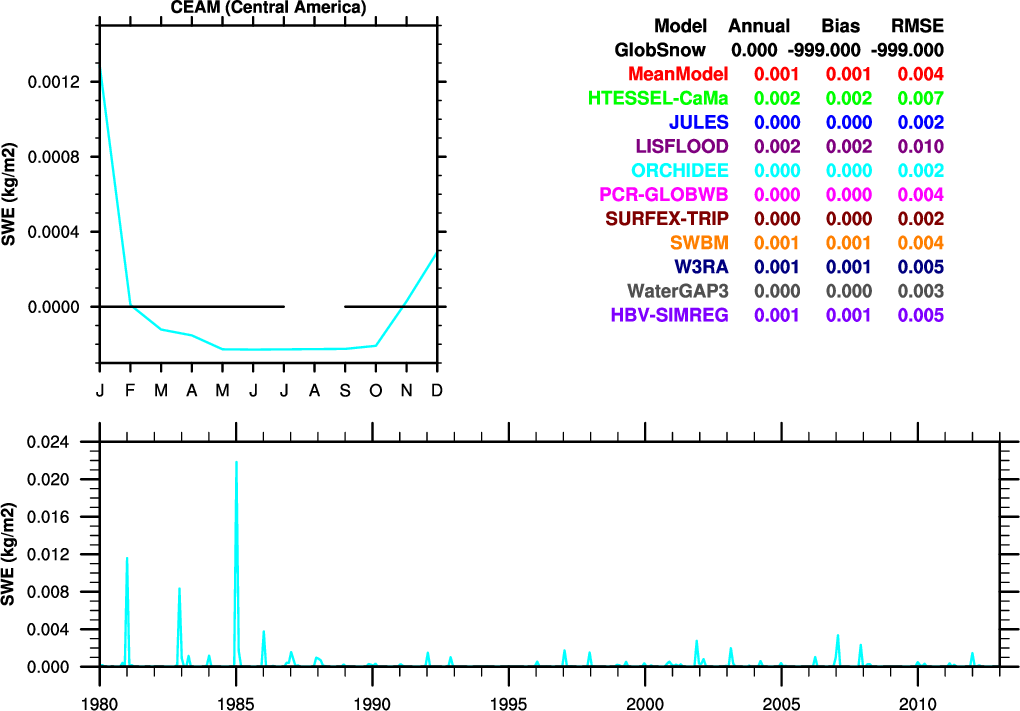 CEAM (Central America)
SWE (kg/m2)
0.0012
0.0008
0.0004
0.0000
J F M A M J J A S O N D
Model Annual Bias RMSE
GlobSnow 0.000 -999.000 -999.000
MeanModel 0.001 0.001 0.004
HTESSEL-CaMa 0.002 0.002 0.007
JULES 0.000 0.000 0.002
LISFLOOD 0.002 0.002 0.010
ORCHIDEE 0.000 0.000 0.002
PCR-GLOBWB 0.000 0.000 0.004
SURFEX-TRIP 0.000 0.000 0.002
SWBM 0.001 0.001 0.004
W3RA 0.001 0.001 0.005
WaterGAP3 0.000 0.000 0.003
HBV-SIMREG 0.001 0.001 0.005
SWE (kg/m2)
0.024
0.020
0.016
0.012
0.008
0.004
0.000
1980 1985 1990 1995 2000 2005 2010